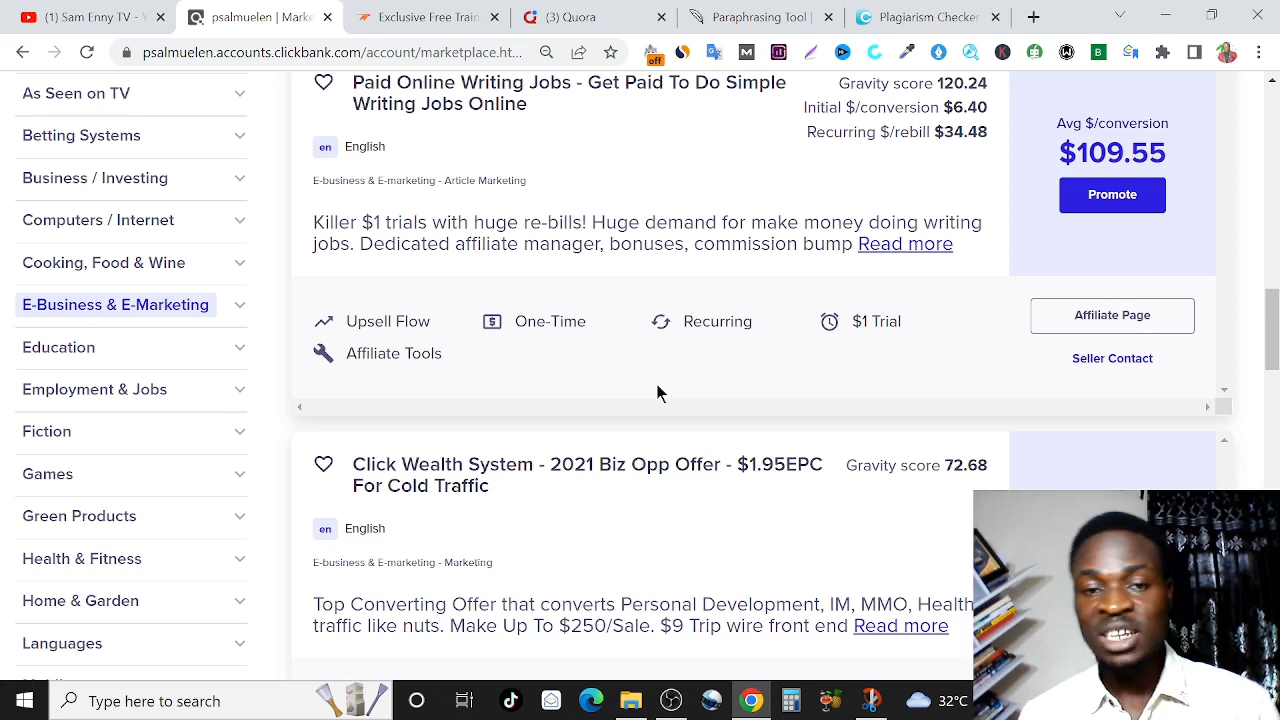 (1) Sam Enny TV - Y
psalmuelen | Marke
Exclusive Free Train
Quora
Paraphrasing Tool |
Plagiarism Checker
psalmuelen.accounts.clickbank.com/account/marketplace.ht...
off
As Seen on TV
Betting Systems
Business / Investing
Computers / Internet
Cooking, Food & Wine
E-Business & E-Marketing
Education
Employment & Jobs
Fiction
Games
Green Products
Health & Fitness
Home & Garden
Languages
Paid Online Writing Jobs - Get Paid To Do Simple
Writing Jobs Online
Gravity score 120.24
Initial $/conversion $6.40
Recurring $/rebill $34.48
en English
E-business & E-marketing - Article Marketing
Killer $1 trials with huge re-bills! Huge demand for make money doing writing
jobs. Dedicated affiliate manager, bonuses, commission bump Read more
Avg $/conversion
$109.55
Promote
Upsell Flow
One-Time
Recurring
$1 Trial
Affiliate Tools
Affiliate Page
Seller Contact
Click Wealth System - 2021 Biz Opp Offer - $1.95EPC
For Cold Traffic
Gravity score 72.68
en English
E-business & E-marketing - Marketing
Top Converting Offer that converts Personal Development, IM, MMO, Health
traffic like nuts. Make Up To $250/Sale. $9 Trip wire front end Read more
Type here to search
32°C